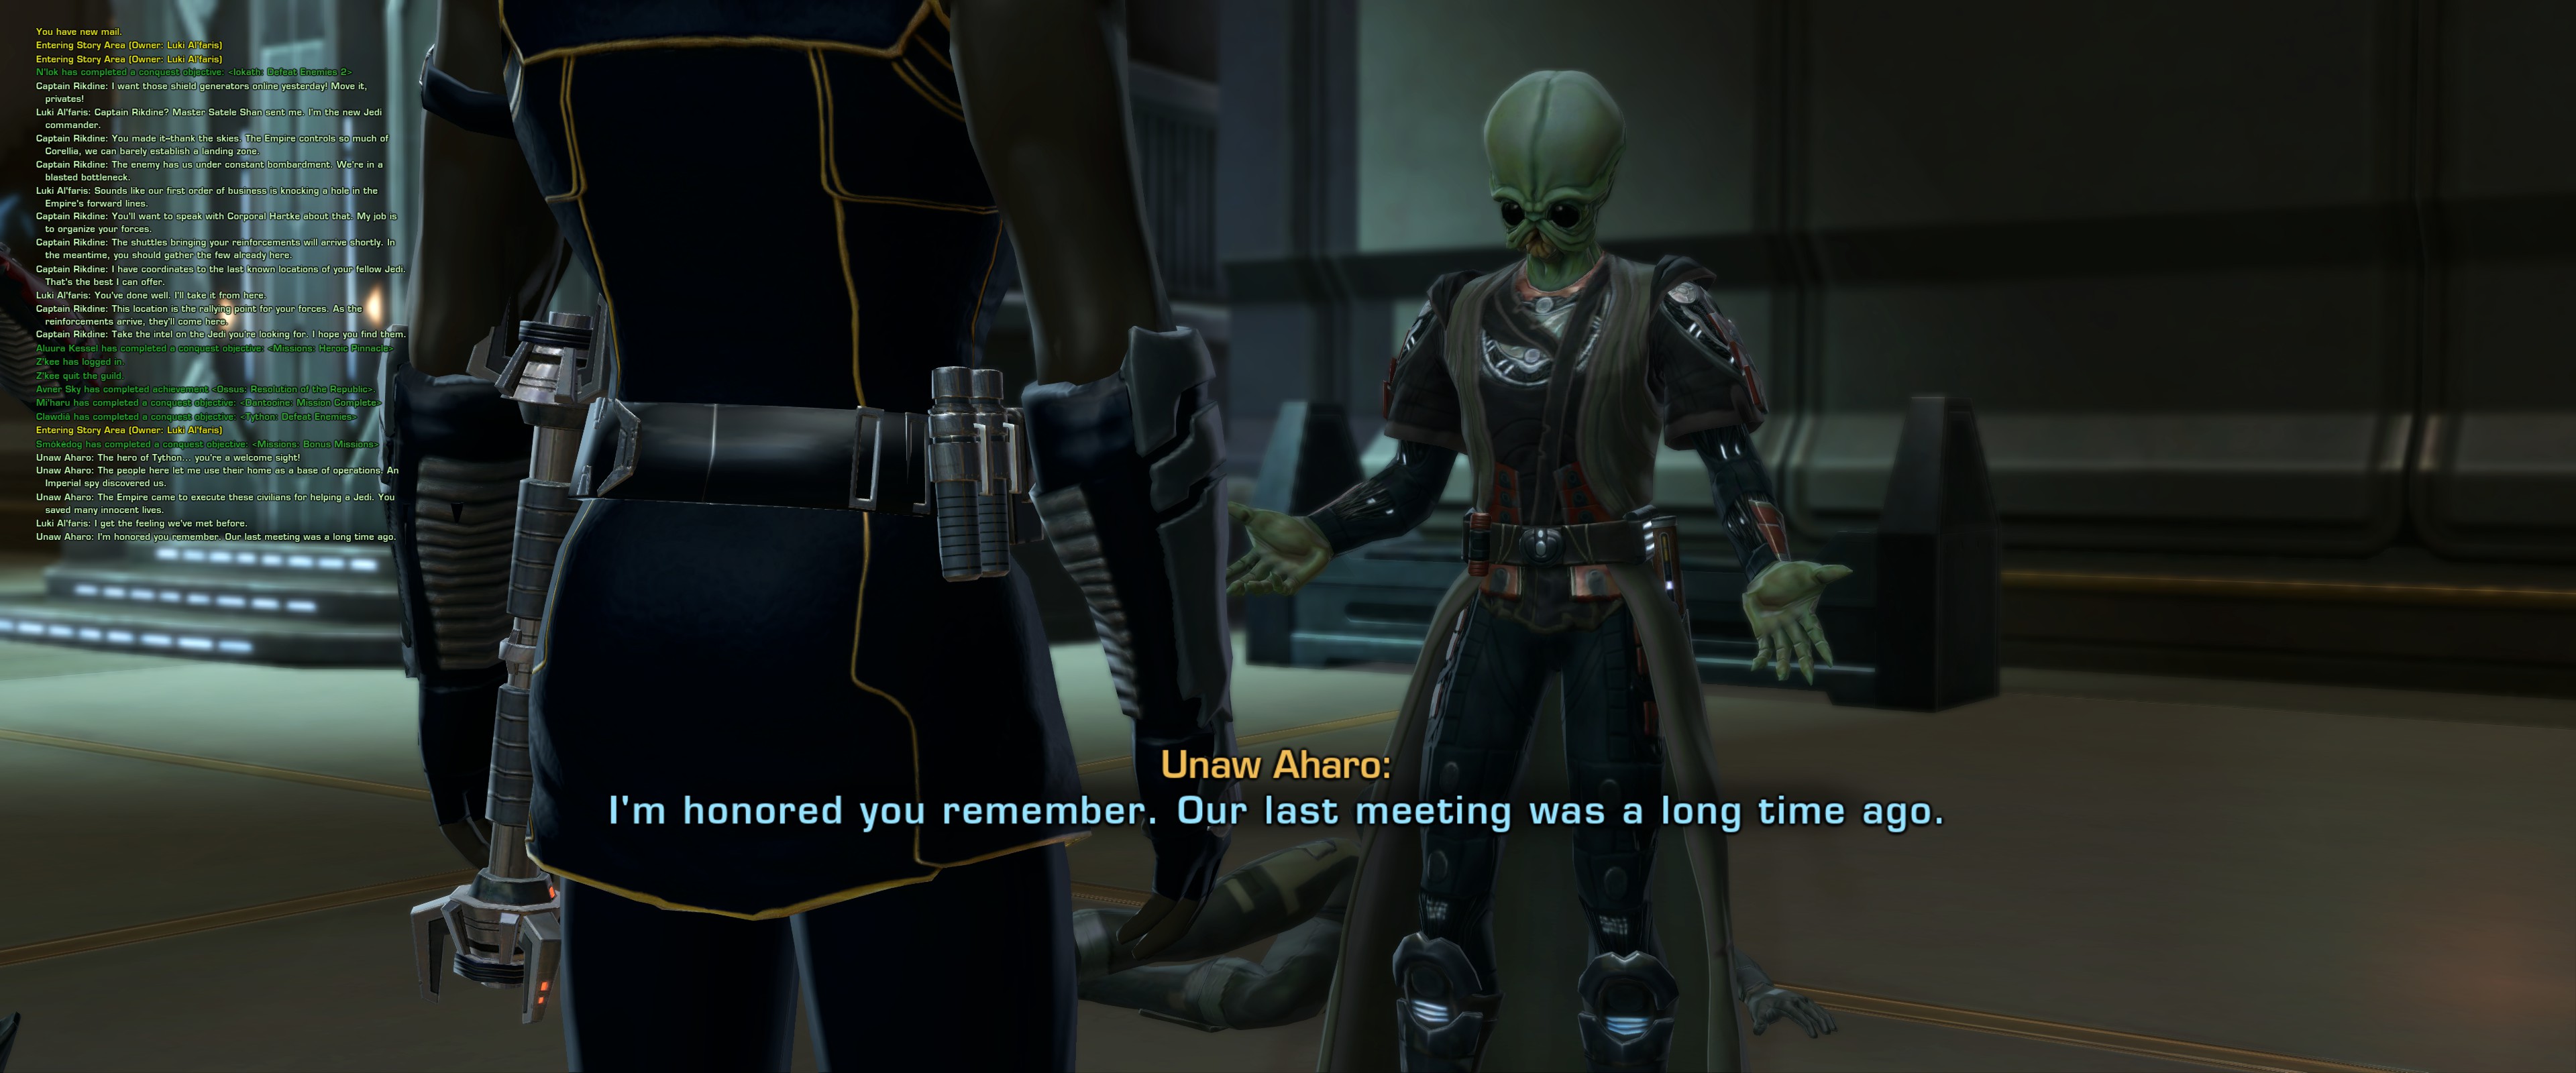 You have new mail.
Entering Story Area (Owner: Luki Al'faris)
Entering Story Area (Owner: Luki Al'faris)
N'lok has completed a conquest objective: <Iokath: Defeat Enemies 2>
Captain Rikdine: I want those shield generators online yesterday! Move it,
privates!
Luki Al'faris: Captain Rikdine? Master Satele Shan sent me. I'm the new Jedi
commander.
Captain Rikdine: You made it–thank the skies. The Empire controls so much of
Corellia, we can barely establish a landing zone.
Captain Rikdine: The enemy has us under constant bombardment. We're in a
blasted bottleneck.
Luki Al'faris: Sounds like our first order of business is knocking a hole in the
Empire's forward lines.
Captain Rikdine: You'll want to speak with Corporal Hartke about that. My job is
to organize your forces.
Captain Rikdine: The shuttles bringing your reinforcements will arrive shortly. In
the meantime, you should gather the few already here.
Captain Rikdine: I have coordinates to the last known locations of your fellow Jedi.
That's the best I can offer.
Luki Al'faris: You've done well. I'll take it from here.
Captain Rikdine: This location is the rallying point for your forces. As the
reinforcements arrive, they'll come here.
Captain Rikdine: Take the intel on the Jedi you're looking for. I hope you find them.
Aluura Kessel has completed a conquest objective: <Missions: Heroic Pinnacle>
Z'kee has logged in.
Z'kee quit the guild.
Avner Sky has completed achievement <Ossus: Resolution of the Republic>.
Mi'haru has completed a conquest objective: <Dantooine: Mission Complete>
Clawdiä has completed a conquest objective: <Tython: Defeat Enemies>
Entering Story Area (Owner: Luki Al'faris)
Smökedög has completed a conquest objective: <Missions: Bonus Missions>
Unaw Aharo: The hero of Tython... you're a welcome sight!
Unaw Aharo: The people here let me use their home as a base of operations. An
Imperial spy discovered us.
Unaw Aharo: The Empire came to execute these civilians for helping a Jedi. You
saved many innocent lives.
Luki Al'faris: I get the feeling we've met before.
Unaw Aharo: I'm honored you remember. Our last meeting was a long time ago.
Unaw Aharo:
I'm honored you remember. Our last meeting was a long time ago.